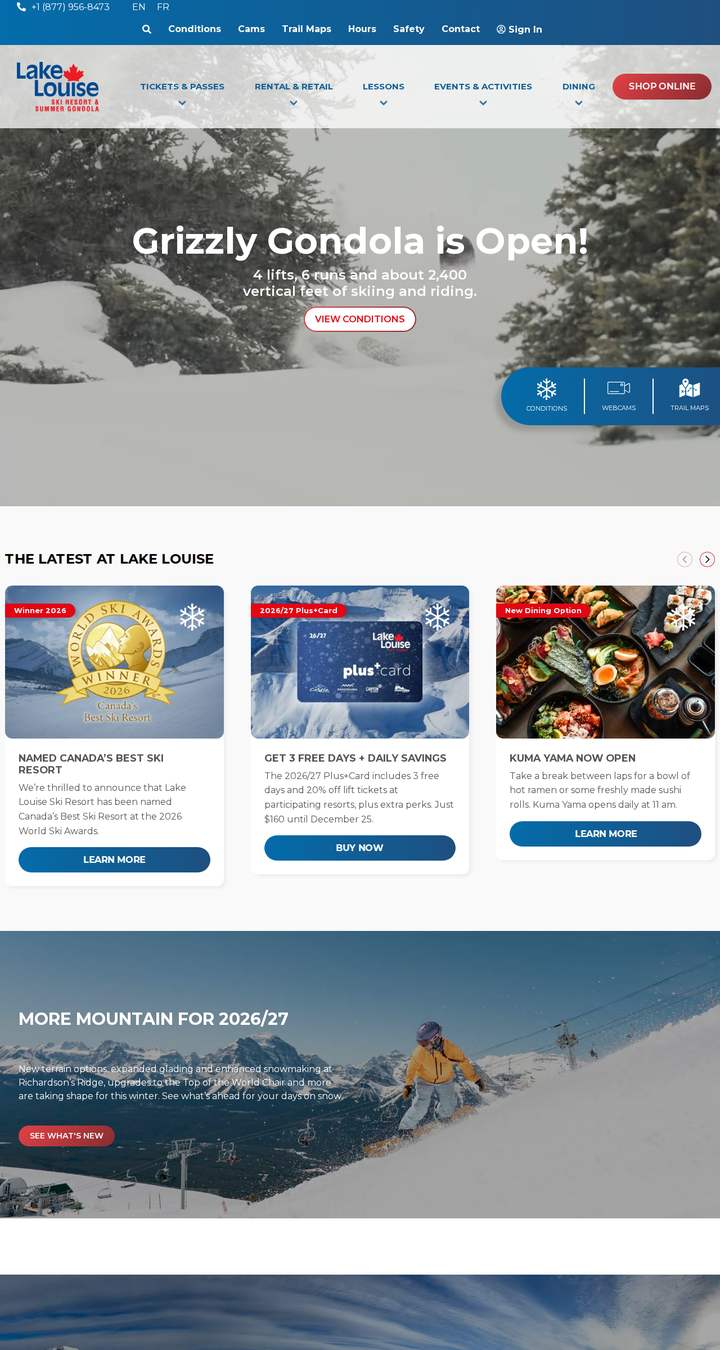 +1 (877) 956-8473 EN FR
Conditions Cams Trail Maps Hours Safety Contact Sign In
Lake
Louise
SKI RESORT &
SUMMER GONDOLA
TICKETS & PASSES RENTAL & RETAIL LESSONS EVENTS & ACTIVITIES DINING SHOP ONLINE
Grizzly Gondola is Open!
4 lifts, 6 runs and about 2,400
vertical feet of skiing and riding.
VIEW CONDITIONS
CONDITIONS WEBCAMS TRAIL MAPS
THE LATEST AT LAKE LOUISE
Winner 2026
WORLD SKI AWARDS
WINNER
2026
Canada's
Best Ski Resort
NAMED CANADA'S BEST SKI
RESORT
We're thrilled to announce that Lake
Louise Ski Resort has been named
Canada's Best Ski Resort at the 2026
World Ski Awards.
LEARN MORE
2026/27 Plus+Card
26/27
Lake
Louise
plus+card
GET 3 FREE DAYS + DAILY SAVINGS
The 2026/27 Plus+Card includes 3 free
days and 20% off lift tickets at
participating resorts, plus extra perks. Just
$160 until December 25.
BUY NOW
New Dining Option
KUMA YAMA NOW OPEN
Take a break between laps for a bowl of
hot ramen or some freshly made sushi
rolls. Kuma Yama opens daily at 11 am.
LEARN MORE
MORE MOUNTAIN FOR 2026/27
New terrain options, expanded glading and enhanced snowmaking at
Richardson's Ridge, upgrades to the Top of the World Chair and more
are taking shape for this winter. See what's ahead for your days on snow.
SEE WHAT'S NEW